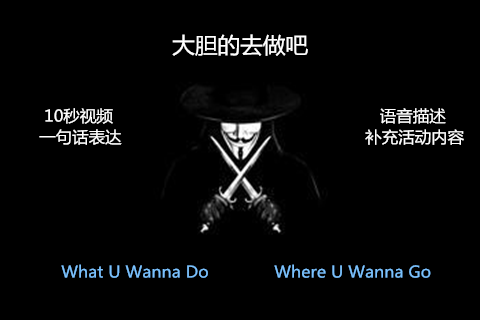 大胆的去做吧
10秒视频
一句话表达
语音描述
补充活动内容
What U Wanna Do
Where U Wanna Go